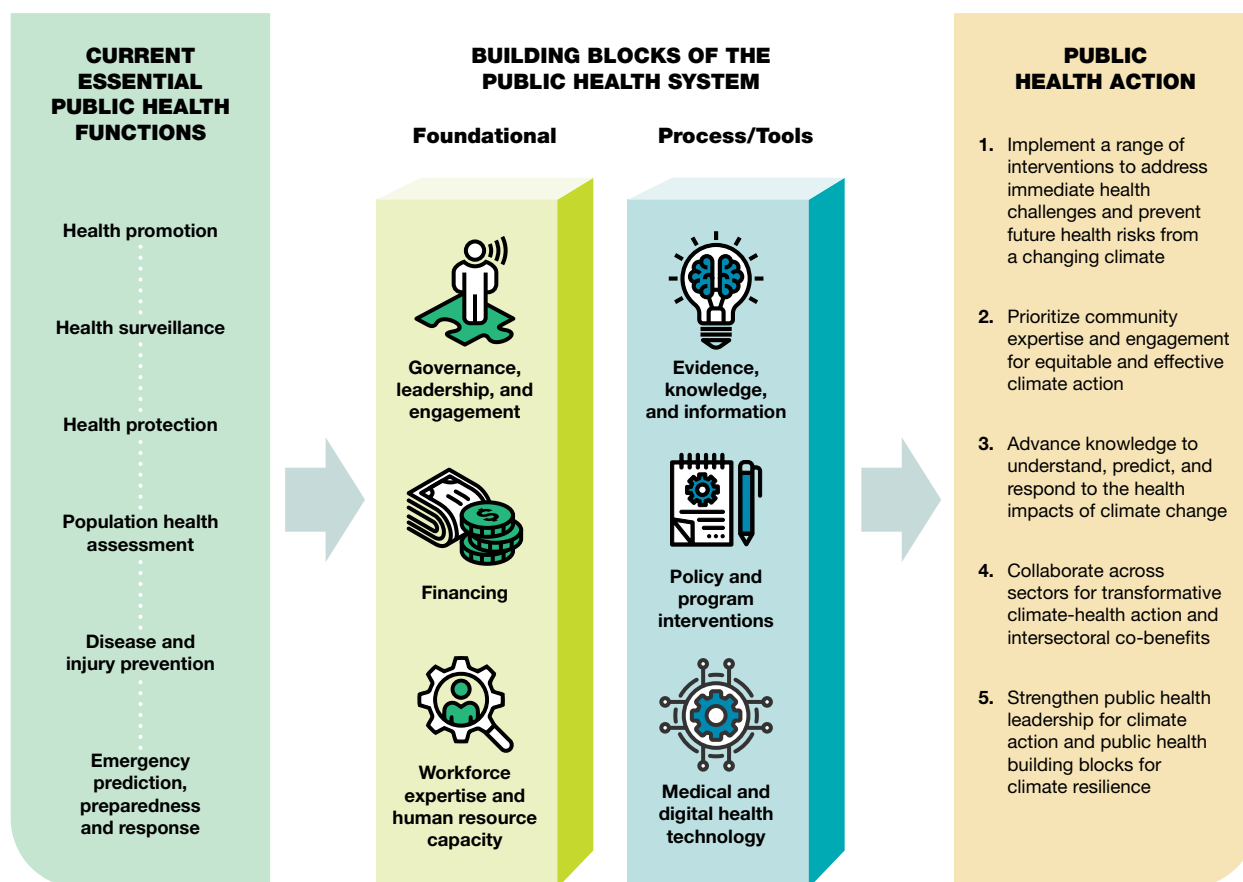 CURRENT
ESSENTIAL
PUBLIC HEALTH
FUNCTIONS
Health promotion
Health surveillance
Health protection
Population health
assessment
Disease and
injury prevention
Emergency
prediction,
preparedness
and response
BUILDING BLOCKS OF THE
PUBLIC HEALTH SYSTEM
Foundational
Governance,
leadership, and
engagement
$
Financing
Workforce
expertise and
human resource
capacity
Process/Tools
Evidence,
knowledge,
and information
Policy and
program
interventions
Medical and
digital health
technology
PUBLIC
HEALTH ACTION
1. Implement a range of
interventions to address
immediate health
challenges and prevent
future health risks from
a changing climate
2. Prioritize community
expertise and engagement
for equitable and effective
climate action
3. Advance knowledge to
understand, predict, and
respond to the health
impacts of climate change
4. Collaborate across
sectors for transformative
climate-health action and
intersectoral co-benefits
5. Strengthen public health
leadership for climate
action and public health
building blocks for
climate resilience